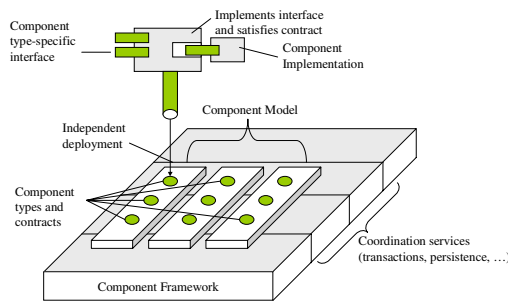 Component
type-specific
interface
Implements interface
and satisfies contract
Component
Implementation
Component Model
Independent
deployment
Component
types and
contracts
Coordination services
(transactions, persistence, …)
Component Framework